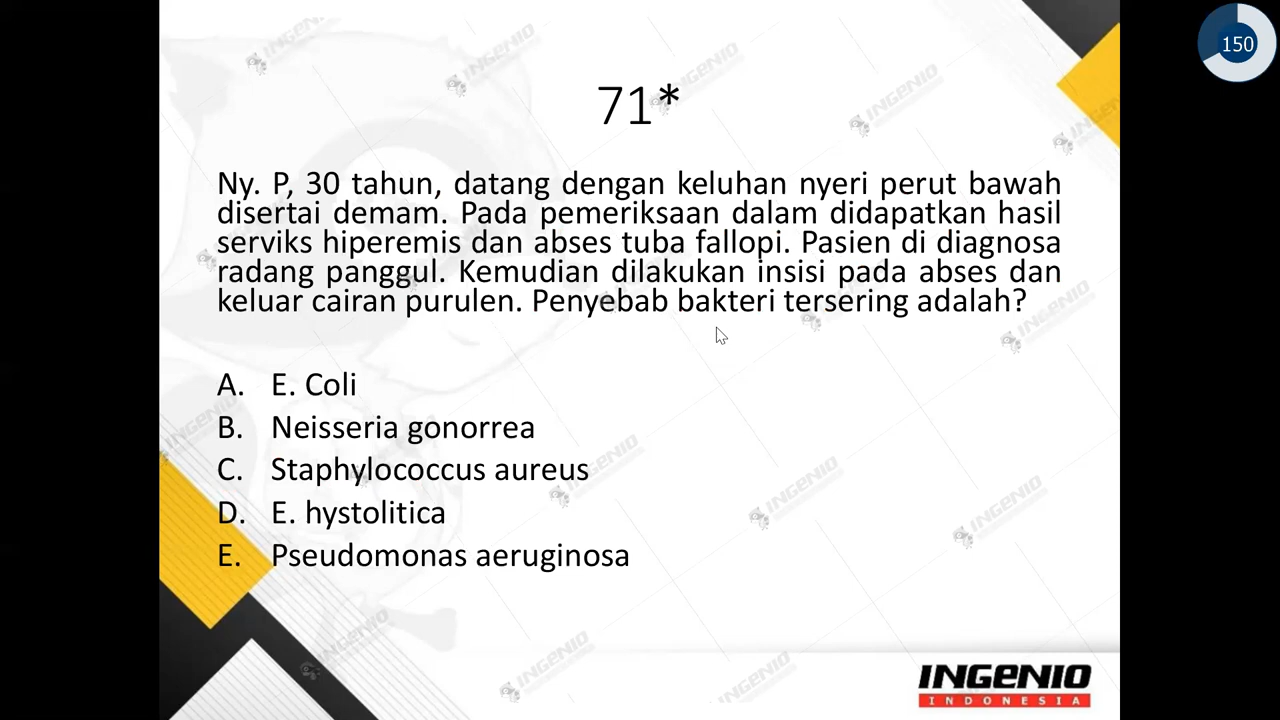 150
71*
Ny. P, 30 tahun, datang dengan keluhan nyeri perut bawah
disertai demam. Pada pemeriksaan dalam didapatkan hasil
serviks hiperemis dan abses tuba fallopi. Pasien di diagnosa
radang panggul. Kemudian dilakukan insisi pada abses dan
keluar cairan purulen. Penyebab bakteri tersering adalah?
A. E. Coli
B. Neisseria gonorrea
C. Staphylococcus aureus
D. E. hystolitica
E. Pseudomonas aeruginosa
INGENIO
INDONESIA